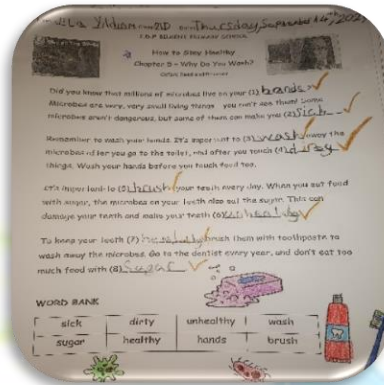 Thursday, September
PRIMARY SCHOOL
How to Stay Healthy
Chapter 3 – Why Do You Wash?
Did you know that millions of microbes live on your (1) hands
Microbes are very, very small living things – you can't see them! Some
microbes aren't dangerous, but some of them can make you (2) sick
Remember to wash your hands. It's important to (3) wash away the
microbes after you go to the toilet, and after you touch (4) dirty
things. Wash your hands before you touch food too.
It's important to (5) brush your teeth every day. When you eat food
with sugar, the microbes on your teeth also eat the sugar. This can
damage your teeth and make your teeth (6) unhealthy
To keep your teeth (7) healthy brush them with toothpaste to
wash away the microbes. Go to the dentist every year, and don't eat too
much food with (8) Sugar
WORD BANK
sick dirty unhealthy wash
sugar healthy hands brush